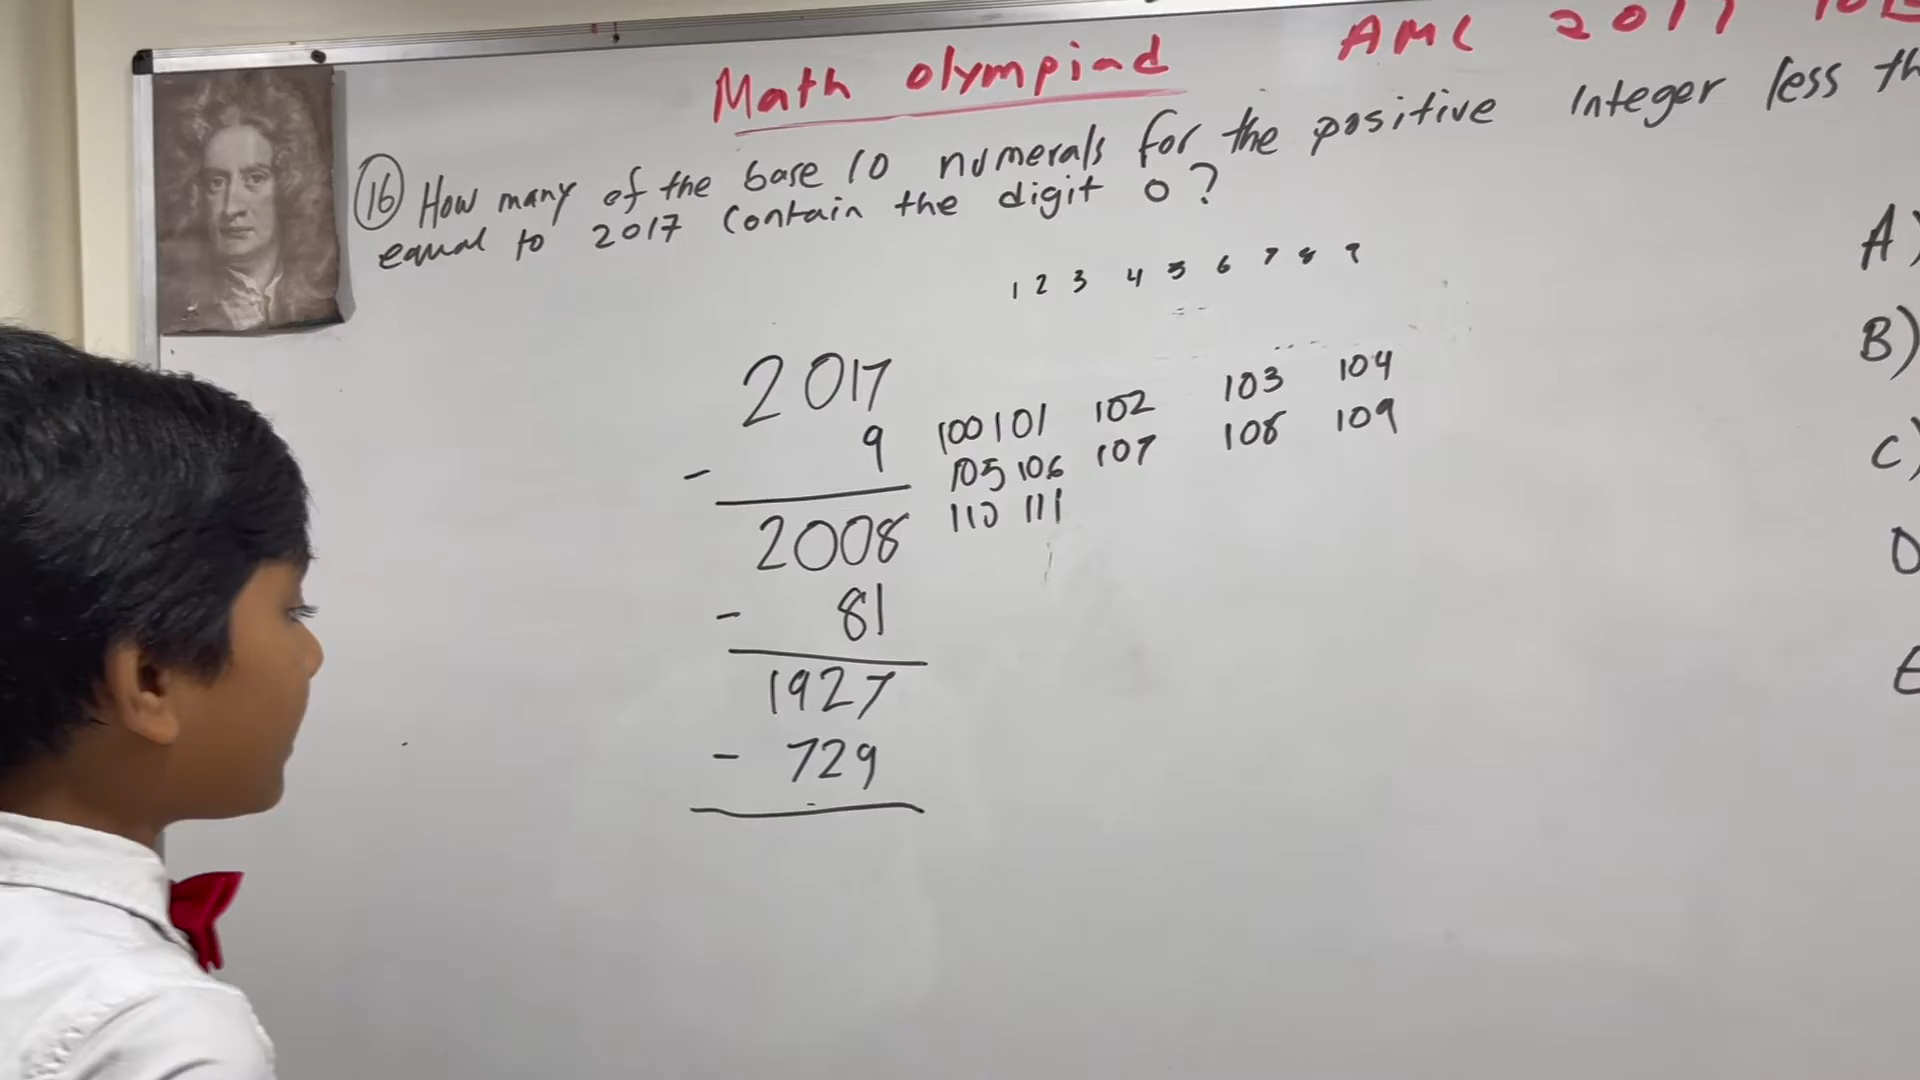 Math Olympiad AMC 2017 10B
16 How many of the base 10 numerals for the positive Integer less th
equal to 2017 contain the digit 0?
1 2 3 4 5 6 7 8 9
A)
B)
C)
D
E
2017
- 9
2008
- 81
1927
- 729
100 101 102 103 104
105 106 107 108 109
110 111